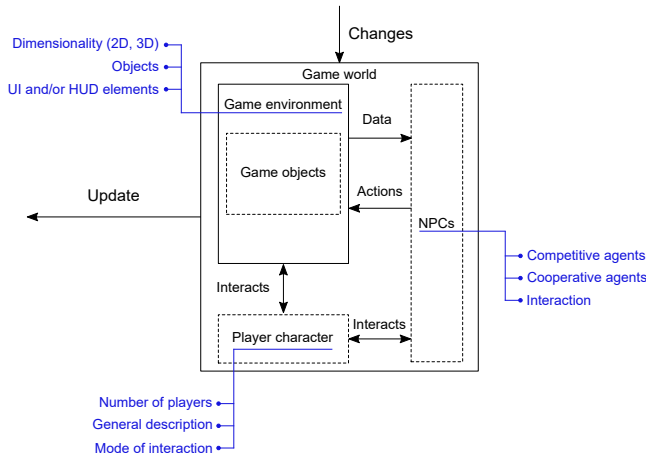 Changes
Dimensionality (2D, 3D)
Objects
UI and/or HUD elements
Game world
Game environment
Data
Game objects
Actions
Update
NPCs
Competitive agents
Cooperative agents
Interaction
Interacts
Interacts
Player character
Number of players
General description
Mode of interaction